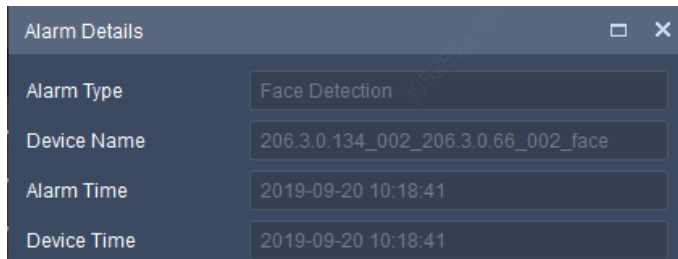 Alarm Details
Alarm Type Face Detection
Device Name 206.3.0.134_002_206.3.0.66_002_face
Alarm Time 2019-09-20 10:18:41
Device Time 2019-09-20 10:18:41